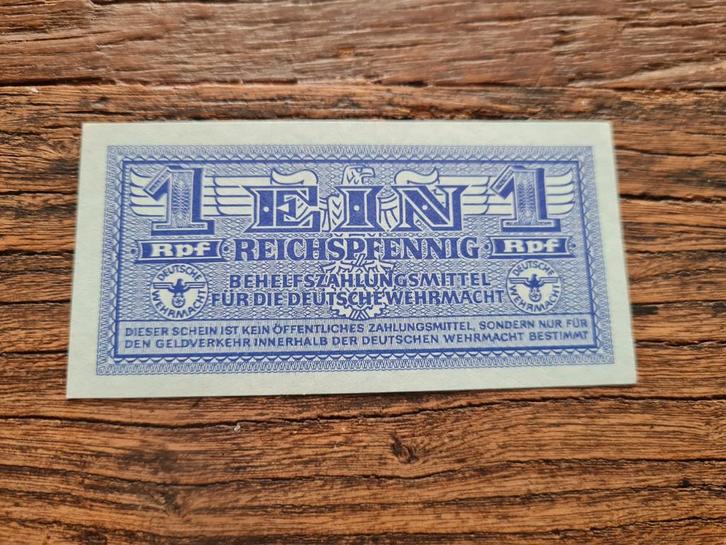 1 EIN 1
Rpf REICHSPFENNIG Rpf
BEHELFSZAHLUNGSMITTEL
FÜR DIE DEUTSCHE WEHRMACHT
DEUTSCHE WEHRMACHT
DEUTSCHE WEHRMACHT
DIESER SCHEIN IST KEIN ÖFFENTLICHES ZAHLUNGSMITTEL, SONDERN NUR FÜR
DEN GELDVERKEHR INNERHALB DER DEUTSCHEN WEHRMACHT BESTIMMT